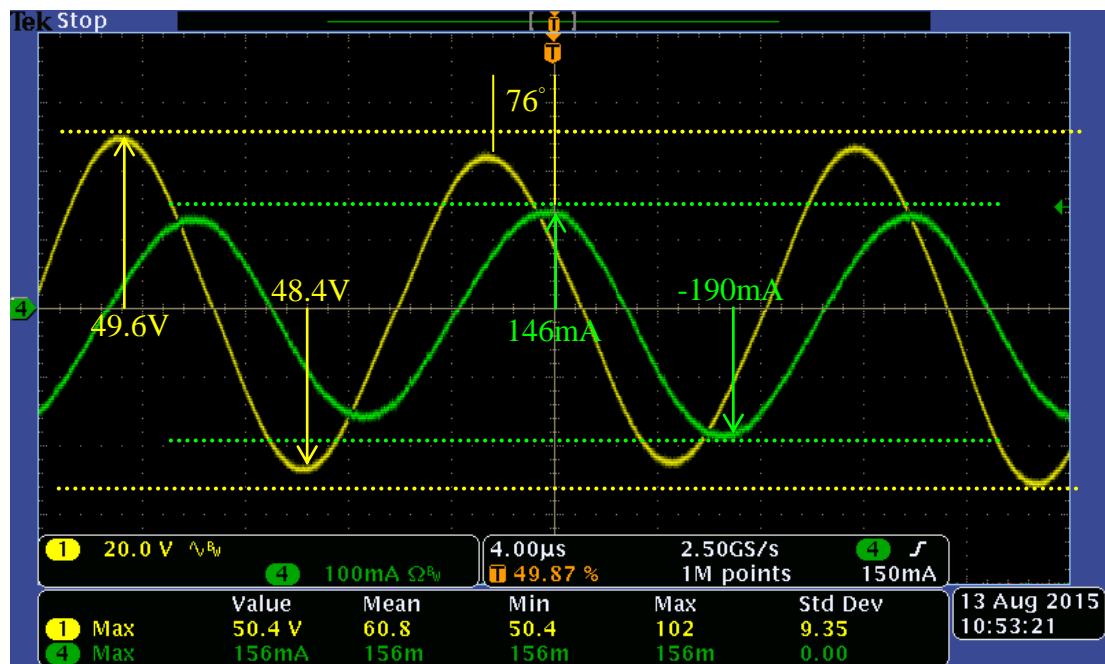 Tek Stop
T
T
76°
49.6V
48.4V
146mA
-190mA
4
1 20.0 V
4 100mA Ω Bw
4.00µs 2.50GS/s 4
T 49.87 % 1M points 150mA
Value Mean Min Max Std Dev
1 Max 50.4 V 60.8 50.4 102 9.35
4 Max 156mA 156m 156m 156m 0.00
13 Aug 2015
10:53:21